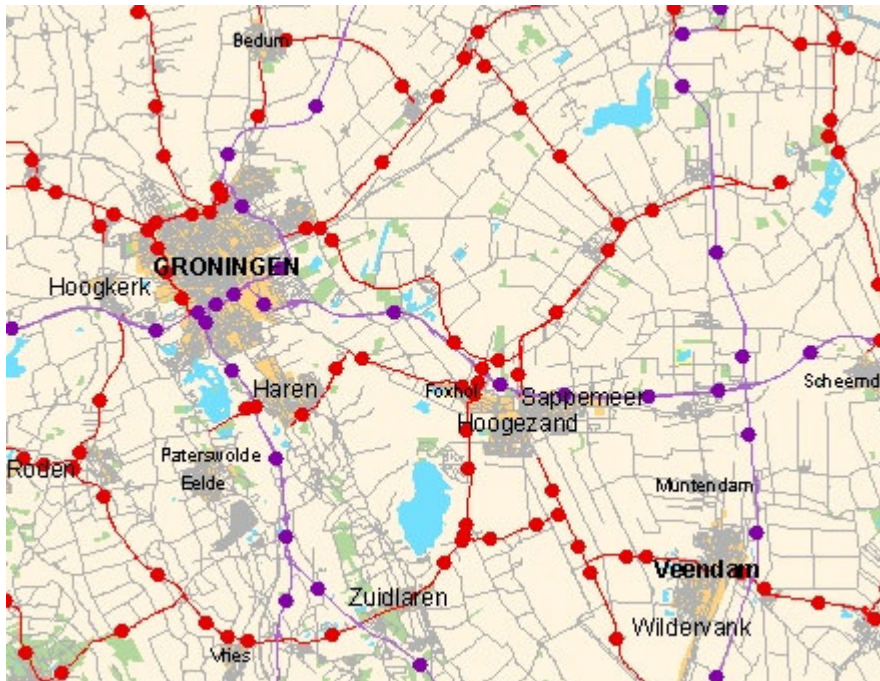 Bedum
GRONINGEN
Hoogkerk
Haren
Foxhol
Sappemeer
Scheemd
Hoogezand
Paterswolde
Roden
Eelde
Muntendam
Veendam
Zuidlaren
Wildervank
Vries